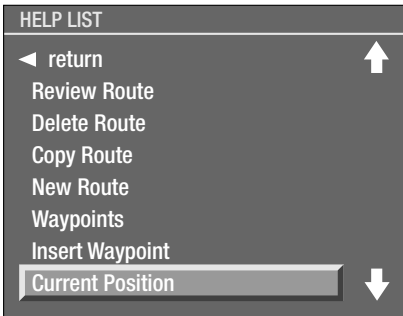 HELP LIST
return
Review Route
Delete Route
Copy Route
New Route
Waypoints
Insert Waypoint
Current Position